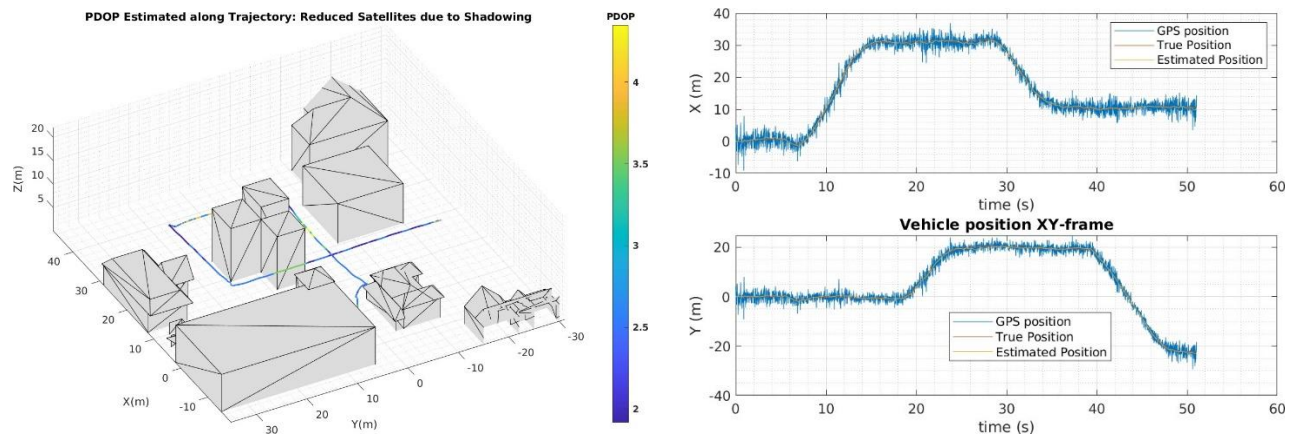 PDOP Estimated along Trajectory: Reduced Satellites due to Shadowing
PDOP
4
3.5
3
2.5
2
Z(m)
20
15
10
5
40
30
20
10
0
-10
X(m)
30
20
10
0
-10
-20
-30
Y(m)
X (m)
40
30
20
10
0
-10
GPS position
True Position
Estimated Position
0
10
20
30
40
50
60
time (s)
Vehicle position XY-frame
Y (m)
20
0
-20
-40
GPS position
True Position
Estimated Position
0
10
20
30
40
50
60
time (s)